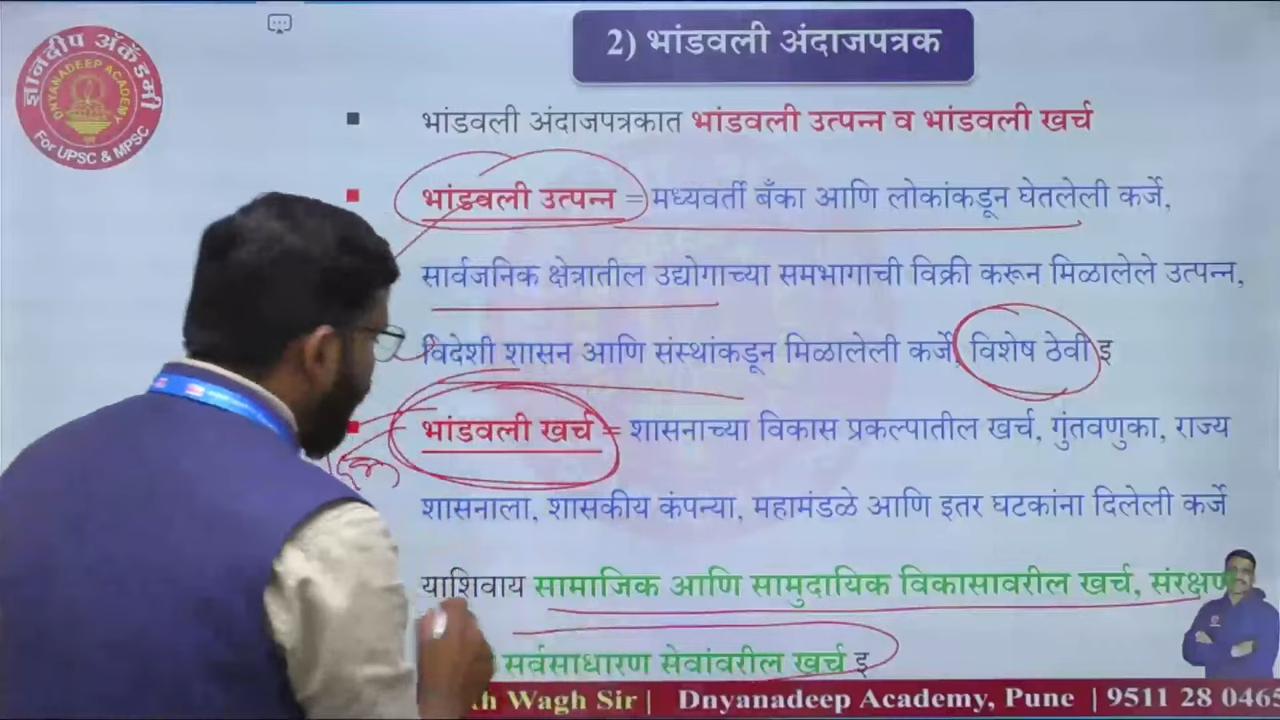 ज्ञानदीप अॅकॅडमी
DNYANADEEP ACADEMY
For UPSC & MPSC
2) भांडवली अंदाजपत्रक
भांडवली अंदाजपत्रकात भांडवली उत्पन्न व भांडवली खर्च
भांडवली उत्पन्न = मध्यवर्ती बँका आणि लोकांकडून घेतलेली कर्जे,
सार्वजनिक क्षेत्रातील उद्योगाच्या समभागाची विक्री करून मिळालेले उत्पन्न,
विदेशी शासन आणि संस्थांकडून मिळालेली कर्जे, विशेष ठेवी इ
भांडवली खर्च = शासनाच्या विकास प्रकल्पातील खर्च, गुंतवणुका, राज्य
शासनाला, शासकीय कंपन्या, महामंडळे आणि इतर घटकांना दिलेली कर्जे
याशिवाय सामाजिक आणि सामुदायिक विकासावरील खर्च, संरक्षण
सर्वसाधारण सेवांवरील खर्च इ
Wagh Sir | Dnyanadeep Academy, Pune | 9511 28 0465